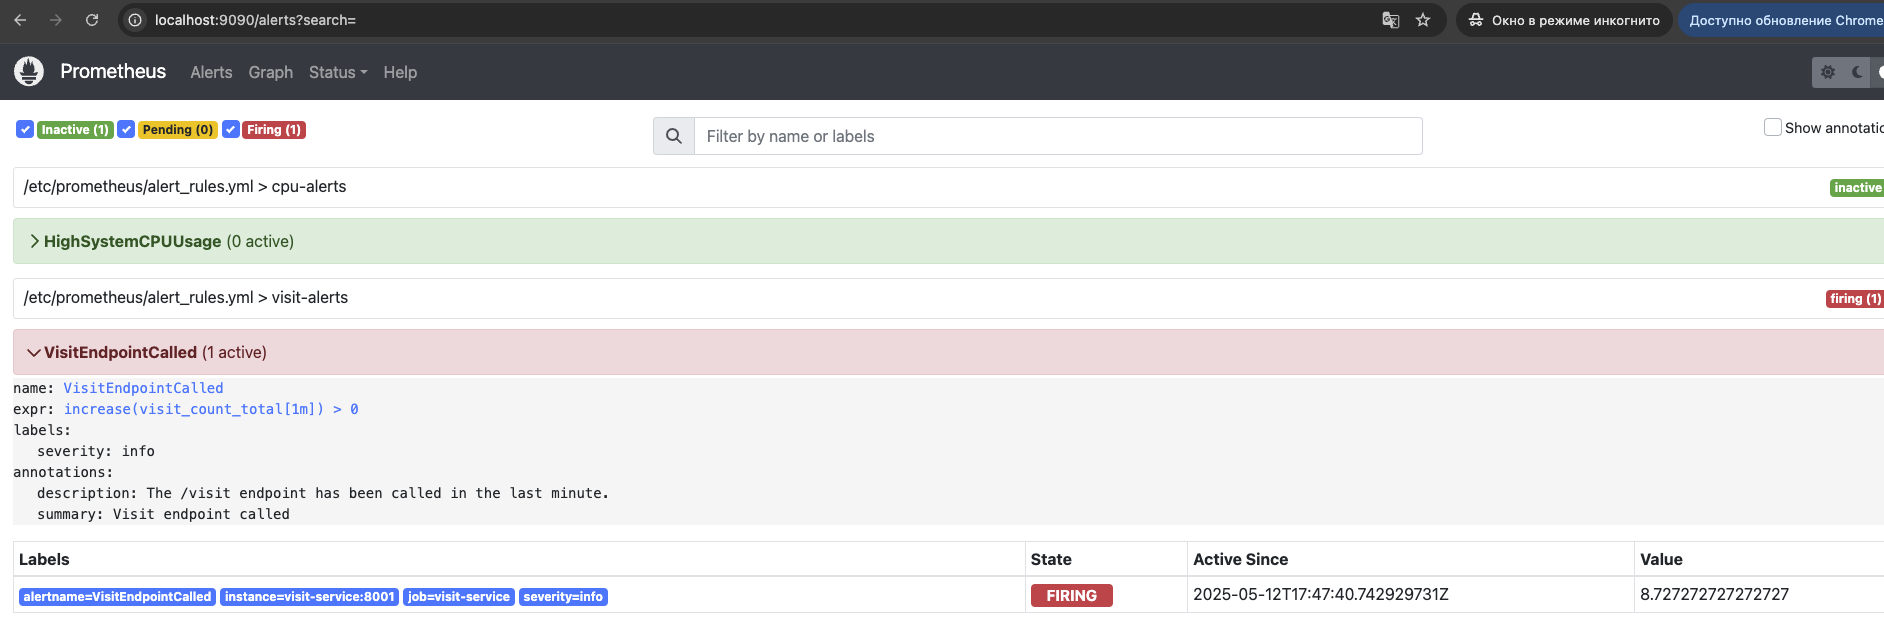 localhost:9090/alerts?search=
Окно в режиме инкогнито
Доступно обновление Chrome
Prometheus Alerts Graph Status Help
Inactive (1) Pending (0) Firing (1)
Filter by name or labels
Show annotatio
/etc/prometheus/alert_rules.yml > cpu-alerts
inactive
HighSystemCPUUsage (0 active)
/etc/prometheus/alert_rules.yml > visit-alerts
firing (1)
VisitEndpointCalled (1 active)
name: VisitEndpointCalled
expr: increase(visit_count_total[1m]) > 0
labels:
severity: info
annotations:
description: The /visit endpoint has been called in the last minute.
summary: Visit endpoint called
Labels State Active Since Value
alertname=VisitEndpointCalled instance=visit-service:8001 job=visit-service severity=info FIRING 2025-05-12T17:47:40.742929731Z 8.727272727272727